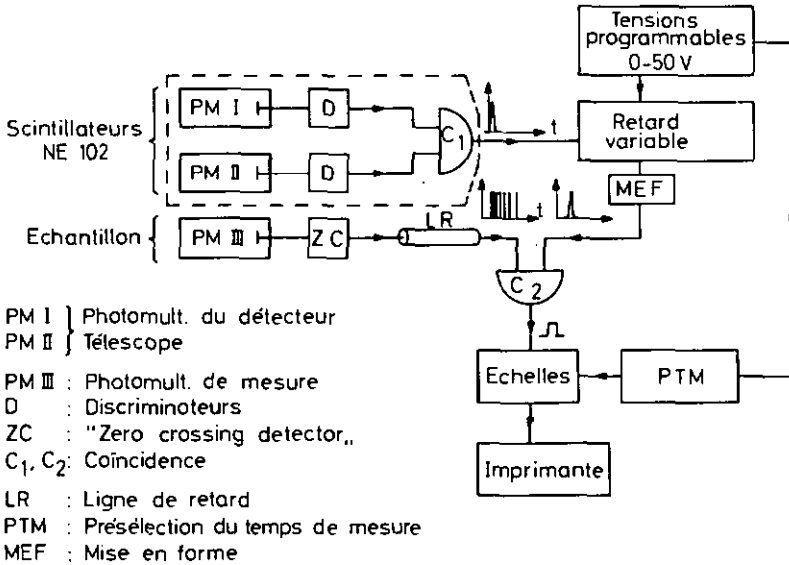 Tensions
programmables
0-50 V
PM I
D
C1
t
Retard
variable
Scintillateurs
NE 102
PM II
D
MEF
t
LR
Echantillon
PM III
ZC
C2
PM I
PM II
Photomult. du détecteur
Télescope
Echelles
PTM
PM III : Photomult. de mesure
D : Discriminateurs
ZC : "Zero crossing detector„
C1, C2: Coïncidence
Imprimante
LR : Ligne de retard
PTM : Présélection du temps de mesure
MEF : Mise en forme